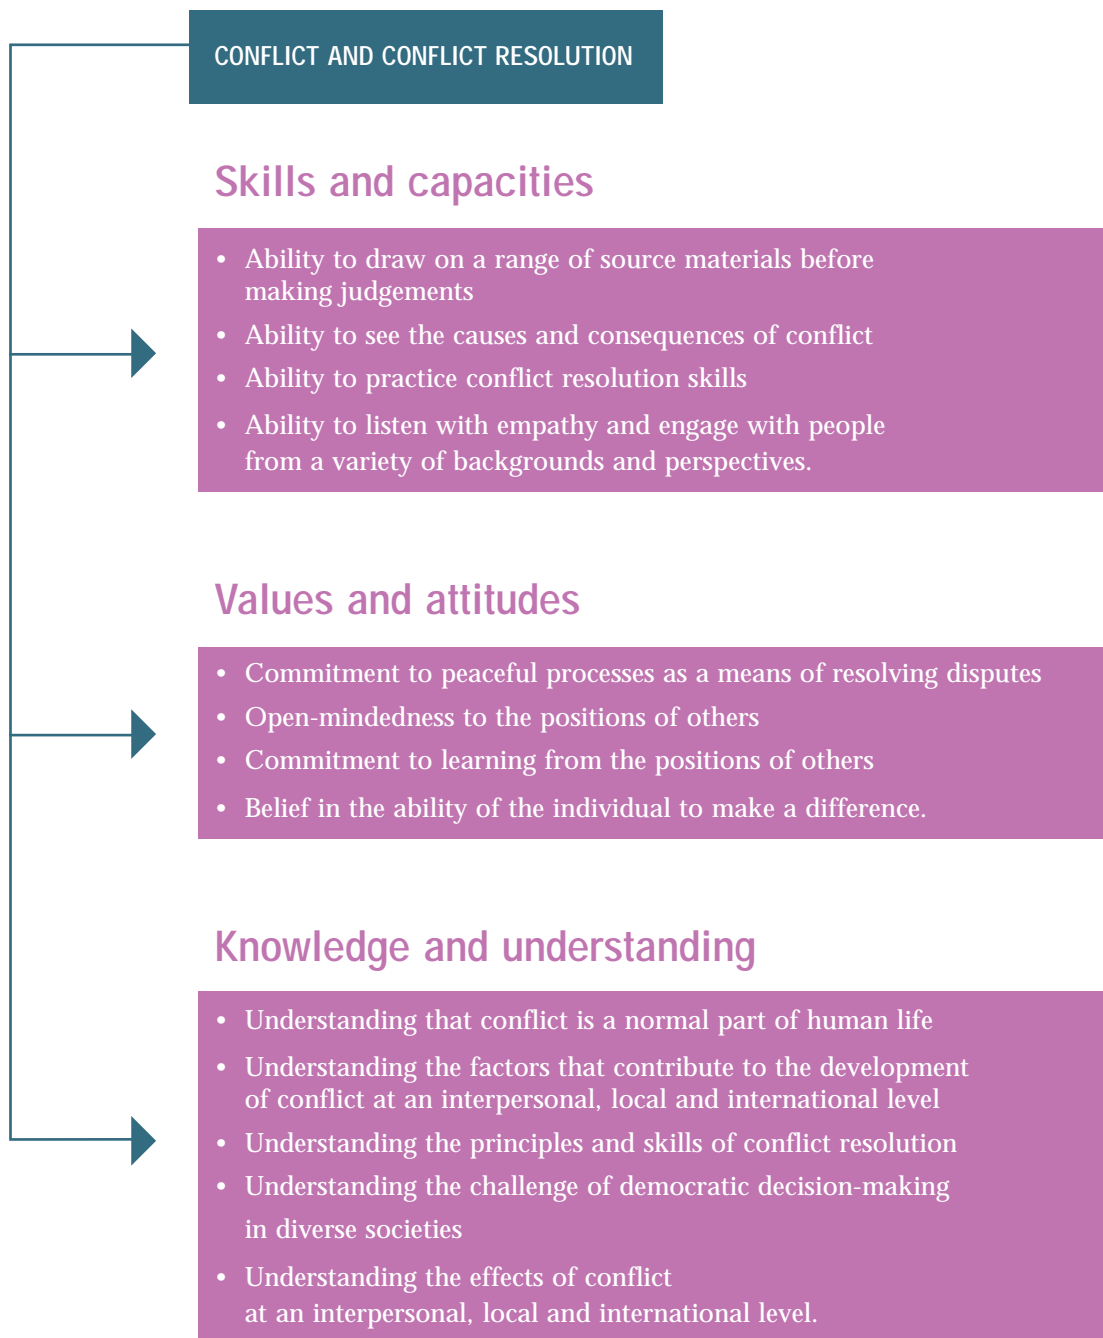 CONFLICT AND CONFLICT RESOLUTION
Skills and capacities
• Ability to draw on a range of source materials before
making judgements
• Ability to see the causes and consequences of conflict
• Ability to practice conflict resolution skills
• Ability to listen with empathy and engage with people
from a variety of backgrounds and perspectives.
Values and attitudes
• Commitment to peaceful processes as a means of resolving disputes
• Open-mindedness to the positions of others
• Commitment to learning from the positions of others
• Belief in the ability of the individual to make a difference.
Knowledge and understanding
• Understanding that conflict is a normal part of human life
• Understanding the factors that contribute to the development
of conflict at an interpersonal, local and international level
• Understanding the principles and skills of conflict resolution
• Understanding the challenge of democratic decision-making
in diverse societies
• Understanding the effects of conflict
at an interpersonal, local and international level.